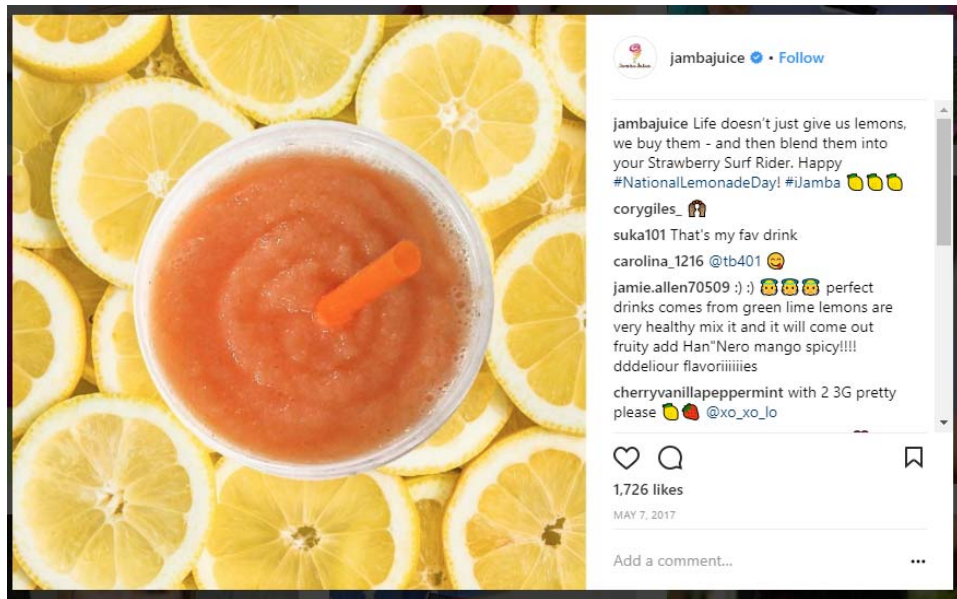 jambajuice • Follow
jambajuice Life doesn't just give us lemons,
we buy them - and then blend them into
your Strawberry Surf Rider. Happy
#NationalLemonadeDay! #iJamba 🍋🍋🍋
corygiles_ 🙌🏾
suka101 That's my fav drink
carolina_1216 @tb401 😋
jamie.allen70509 :) :) 😇😇😇 perfect
drinks comes from green lime lemons are
very healthy mix it and it will come out
fruity add Han"Nero mango spicy!!!!
dddeliour flavoriiiiiies
cherryvanillapeppermint with 2 3G pretty
please 🍋🍓 @xo_xo_lo
1,726 likes
MAY 7, 2017
Add a comment...